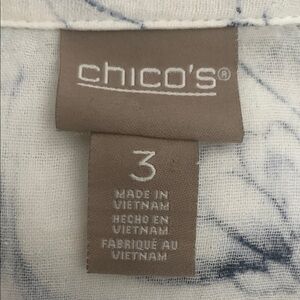 chico's®
3
MADE IN
VIETNAM
HECHO EN
VIETNAM
FABRIQUÉ AU
VIETNAM